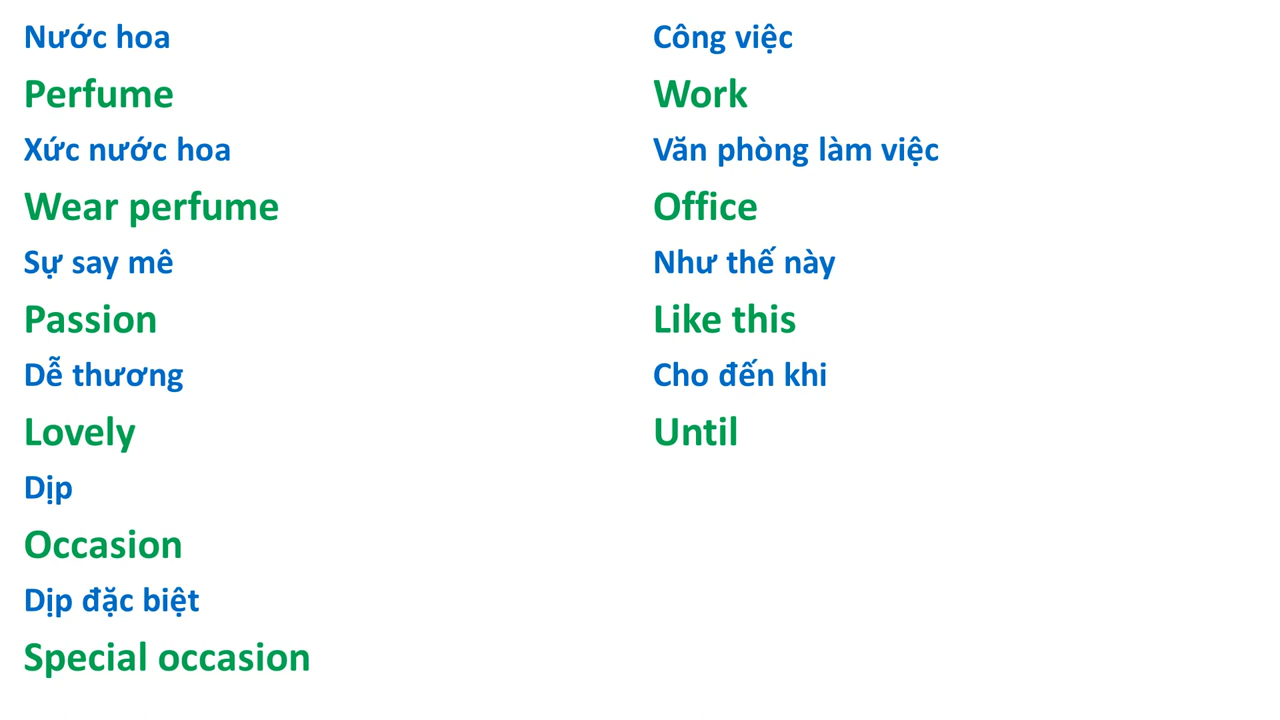 Nước hoa
Perfume
Xức nước hoa
Wear perfume
Sự say mê
Passion
Dễ thương
Lovely
Dịp
Occasion
Dịp đặc biệt
Special occasion
Công việc
Work
Văn phòng làm việc
Office
Như thế này
Like this
Cho đến khi
Until